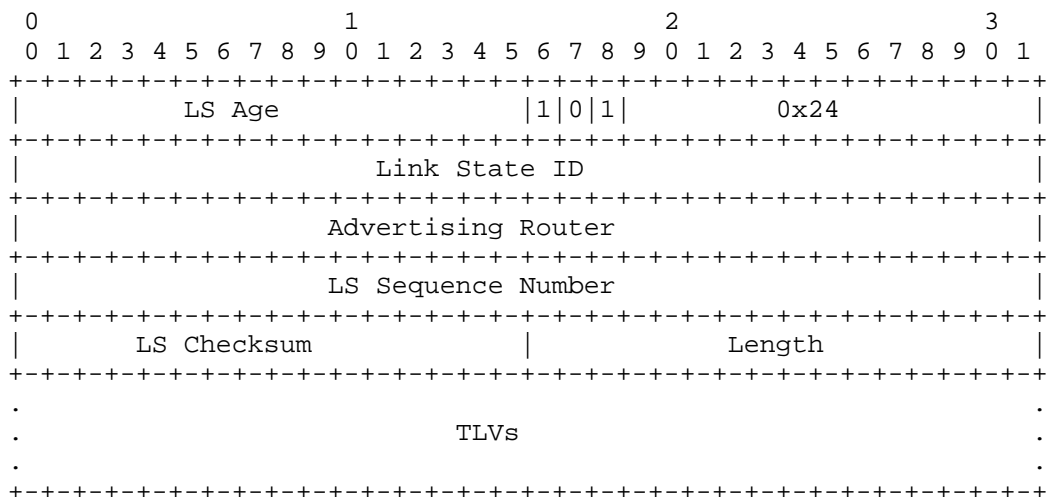 0                   1                   2                   3
 0 1 2 3 4 5 6 7 8 9 0 1 2 3 4 5 6 7 8 9 0 1 2 3 4 5 6 7 8 9 0 1
+-+-+-+-+-+-+-+-+-+-+-+-+-+-+-+-+-+-+-+-+-+-+-+-+-+-+-+-+-+-+-+-+
|          LS Age               |1|0|1|         0x24            |
+-+-+-+-+-+-+-+-+-+-+-+-+-+-+-+-+-+-+-+-+-+-+-+-+-+-+-+-+-+-+-+-+
|                      Link State ID                            |
+-+-+-+-+-+-+-+-+-+-+-+-+-+-+-+-+-+-+-+-+-+-+-+-+-+-+-+-+-+-+-+-+
|                   Advertising Router                          |
+-+-+-+-+-+-+-+-+-+-+-+-+-+-+-+-+-+-+-+-+-+-+-+-+-+-+-+-+-+-+-+-+
|                   LS Sequence Number                          |
+-+-+-+-+-+-+-+-+-+-+-+-+-+-+-+-+-+-+-+-+-+-+-+-+-+-+-+-+-+-+-+-+
|       LS Checksum             |            Length             |
+-+-+-+-+-+-+-+-+-+-+-+-+-+-+-+-+-+-+-+-+-+-+-+-+-+-+-+-+-+-+-+-+
.                                                               .
.                           TLVs                                .
.                                                               .
+-+-+-+-+-+-+-+-+-+-+-+-+-+-+-+-+-+-+-+-+-+-+-+-+-+-+-+-+-+-+-+-+